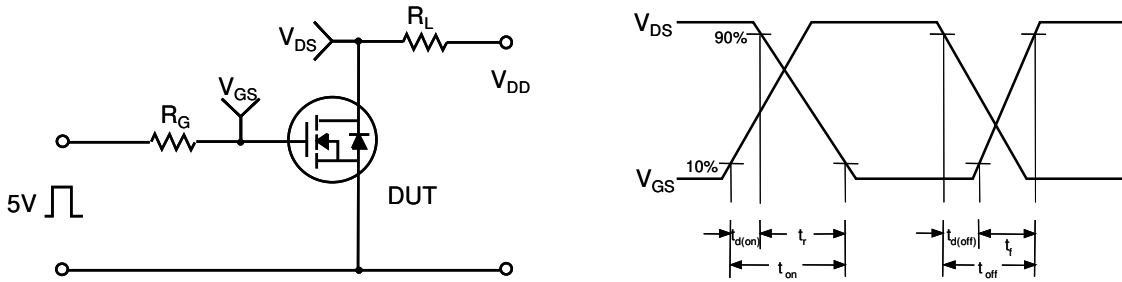 V_DS
R_L
V_DD
V_GS
R_G
DUT
5V
V_DS
90%
10%
V_GS
t_d(on)
t_r
t_on
t_d(off)
t_f
t_off